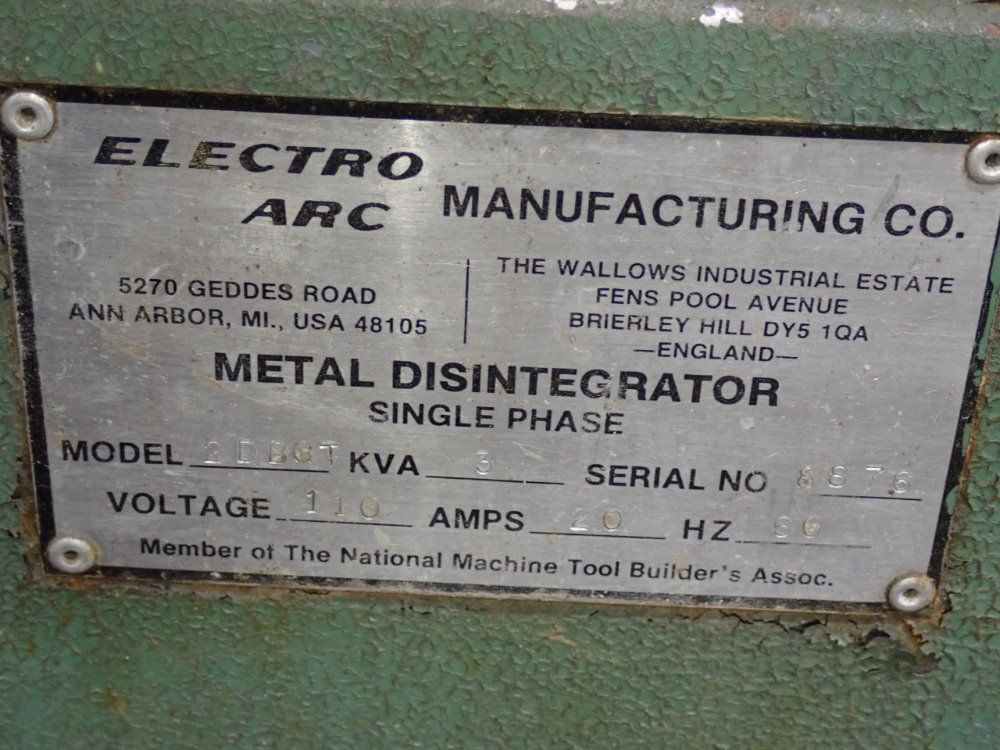 ELECTRO
ARC MANUFACTURING CO.
5270 GEDDES ROAD
ANN ARBOR, MI., USA 48105
THE WALLOWS INDUSTRIAL ESTATE
FENS POOL AVENUE
BRIERLEY HILL DY5 1QA
—ENGLAND—
METAL DISINTEGRATOR
SINGLE PHASE
MODEL KVA 3 SERIAL NO 8876
VOLTAGE 110 AMPS 20 HZ 60
Member of The National Machine Tool Builder's Assoc.